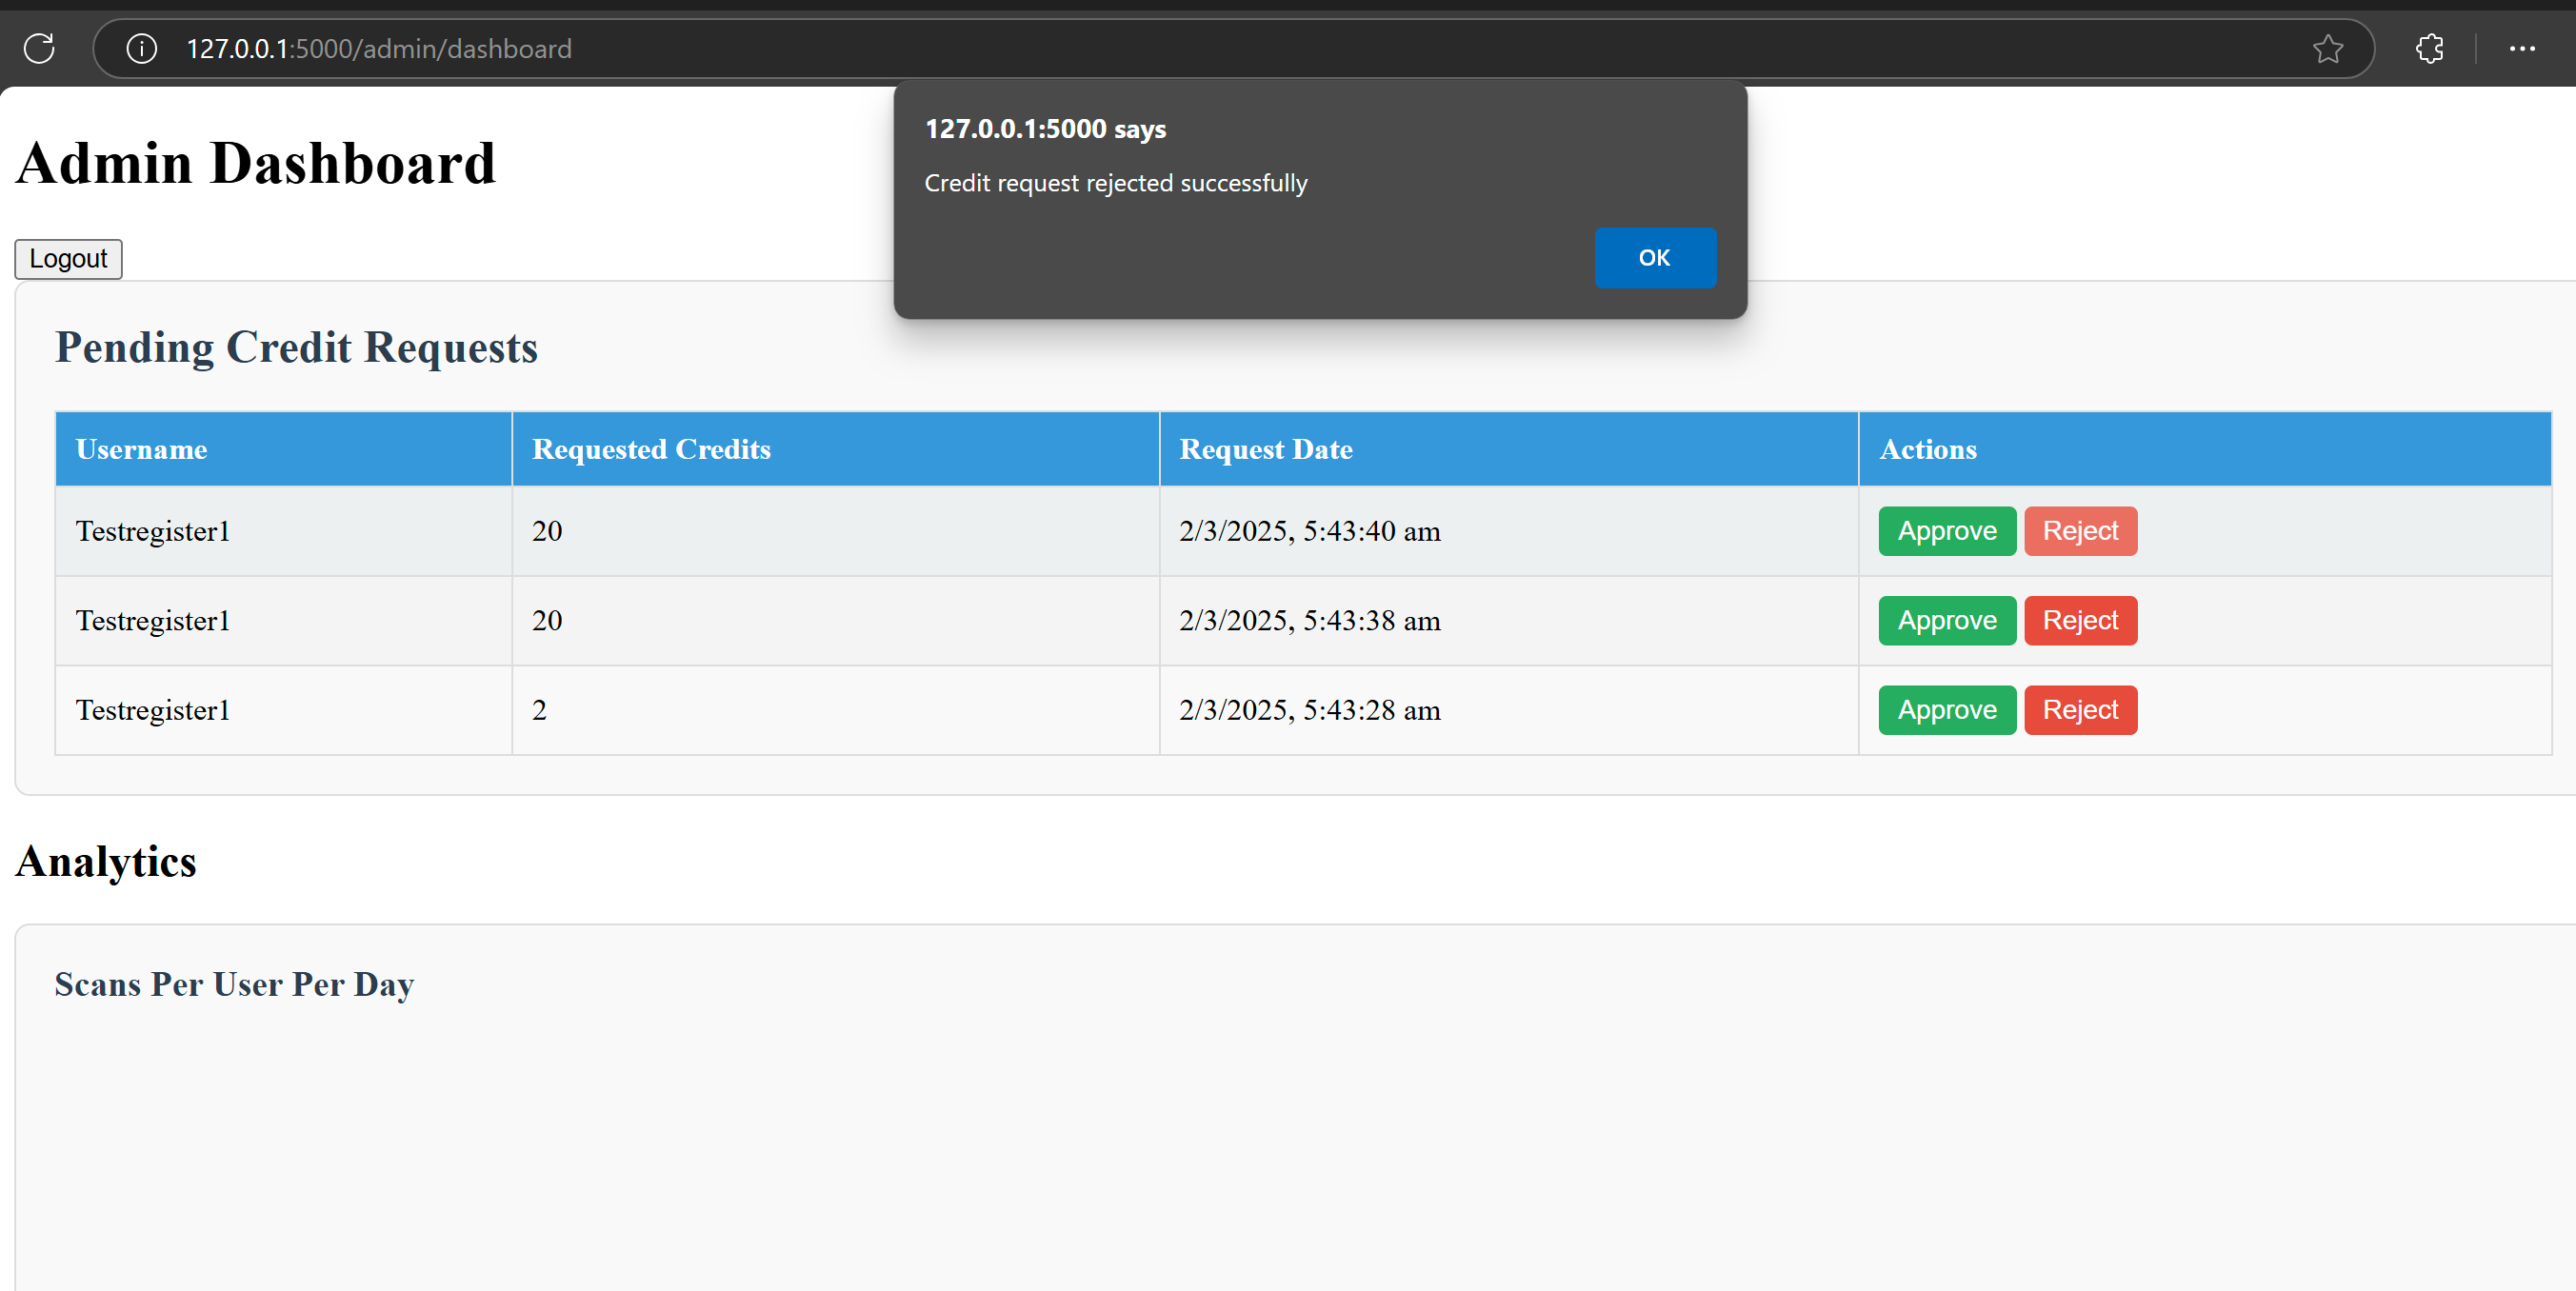 127.0.0.1:5000/admin/dashboard
127.0.0.1:5000 says
Credit request rejected successfully
OK
Admin Dashboard
Logout
Pending Credit Requests
Username Requested Credits Request Date Actions
Testregister1 20 2/3/2025, 5:43:40 am Approve Reject
Testregister1 20 2/3/2025, 5:43:38 am Approve Reject
Testregister1 2 2/3/2025, 5:43:28 am Approve Reject
Analytics
Scans Per User Per Day